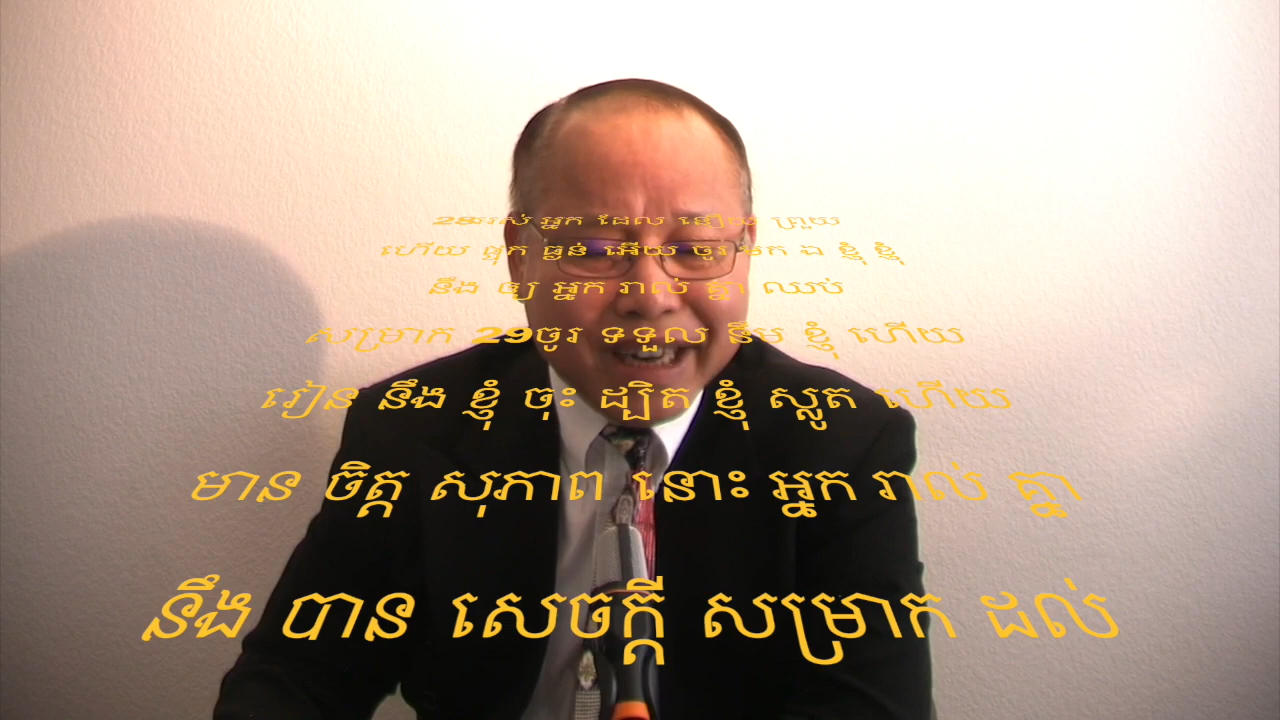 អ្នក ដែល នឿយ ព្រួយ
ហើយ ផ្ទុក ធ្ងន់ អើយ ចូរ មក ឯ ខ្ញុំ ខ្ញុំ
នឹង ឲ្យ អ្នក រាល់ គ្នា ឈប់
សម្រាក 29ចូរ ទទួល នឹម ខ្ញុំ ហើយ
រៀន នឹង ខ្ញុំ ចុះ ដ្បិត ខ្ញុំ ស្លូត ហើយ
មាន ចិត្ត សុភាព នោះ អ្នក រាល់ គ្នា
នឹង បាន សេចក្តី សម្រាក ដល់